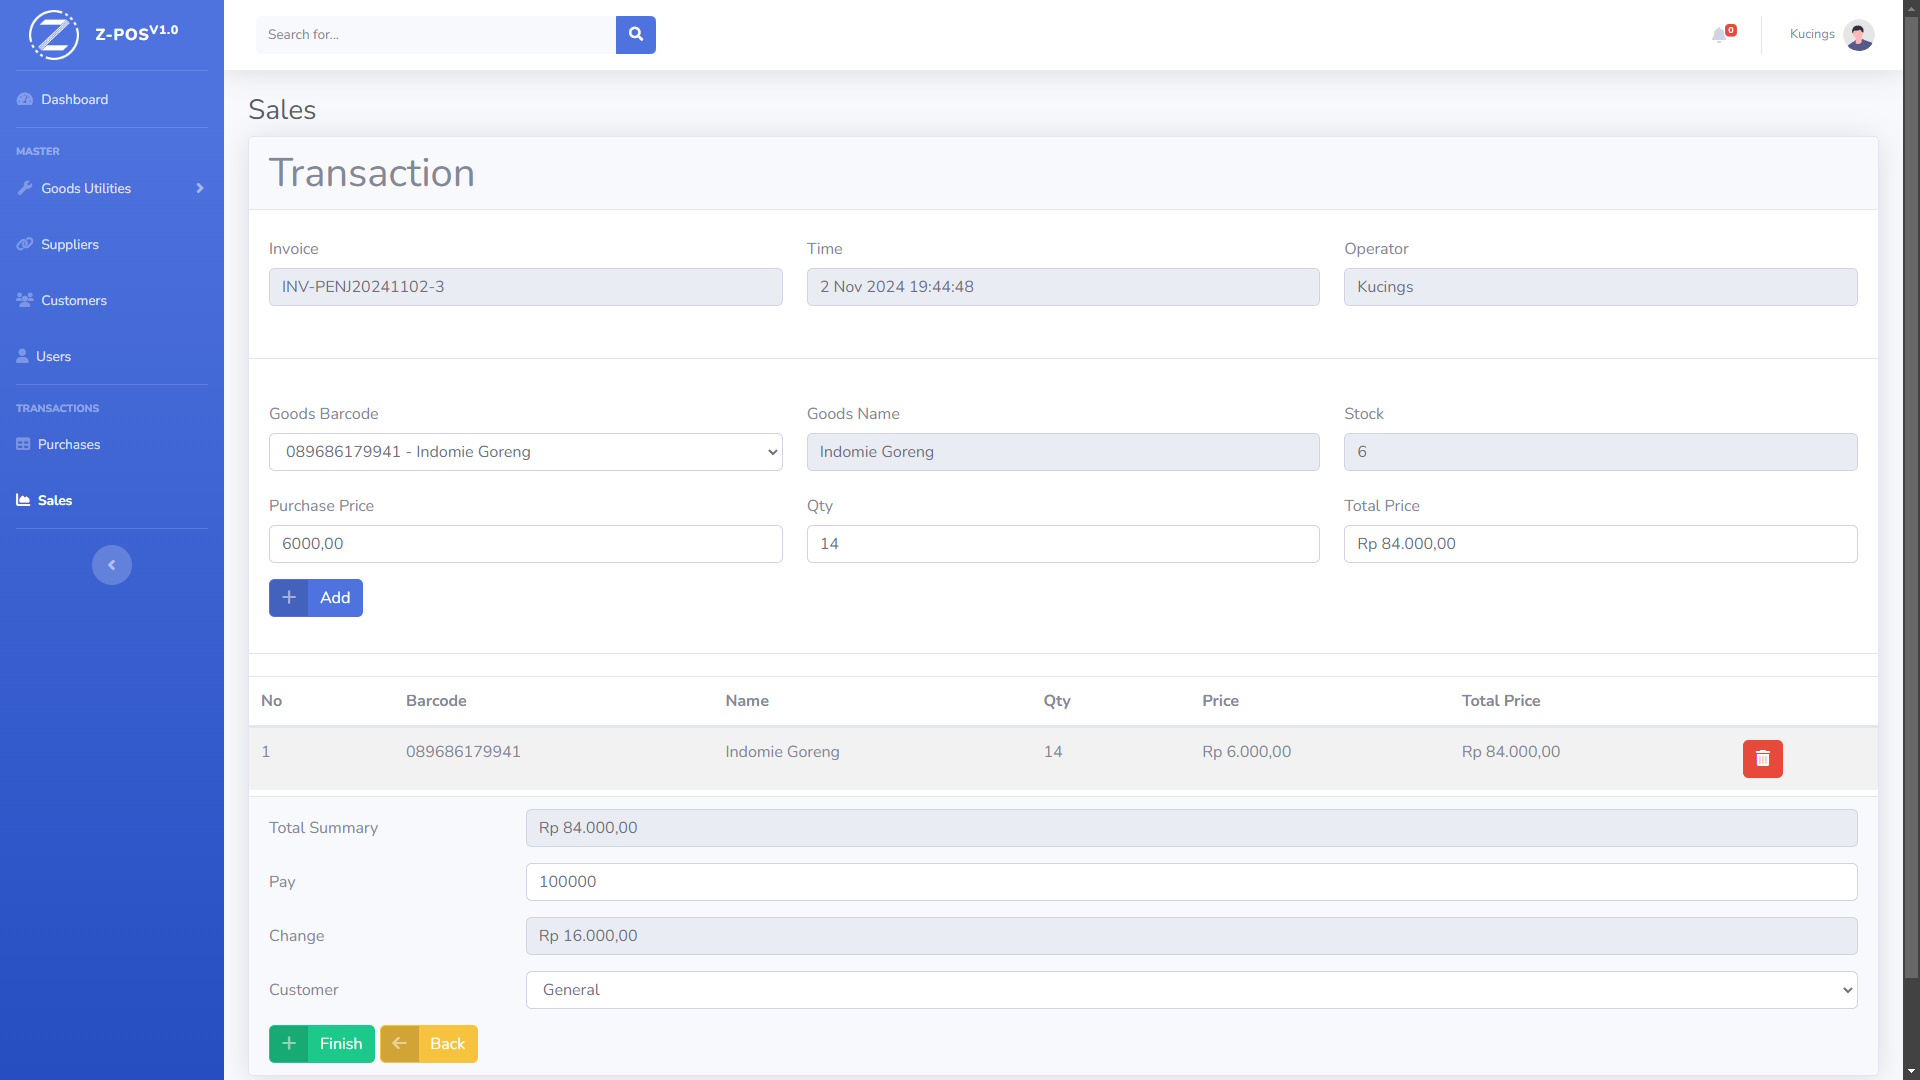 Z-POS V1.0
Search for...
0
Kucings
Dashboard
MASTER
Goods Utilities
Suppliers
Customers
Users
TRANSACTIONS
Purchases
Sales
Sales
Transaction
Invoice Time Operator
INV-PENJ20241102-3 2 Nov 2024 19:44:48 Kucings
Goods Barcode Goods Name Stock
089686179941 - Indomie Goreng Indomie Goreng 6
Purchase Price Qty Total Price
6000,00 14 Rp 84.000,00
Add
No Barcode Name Qty Price Total Price
1 089686179941 Indomie Goreng 14 Rp 6.000,00 Rp 84.000,00
Total Summary Rp 84.000,00
Pay 100000
Change Rp 16.000,00
Customer General
Finish Back